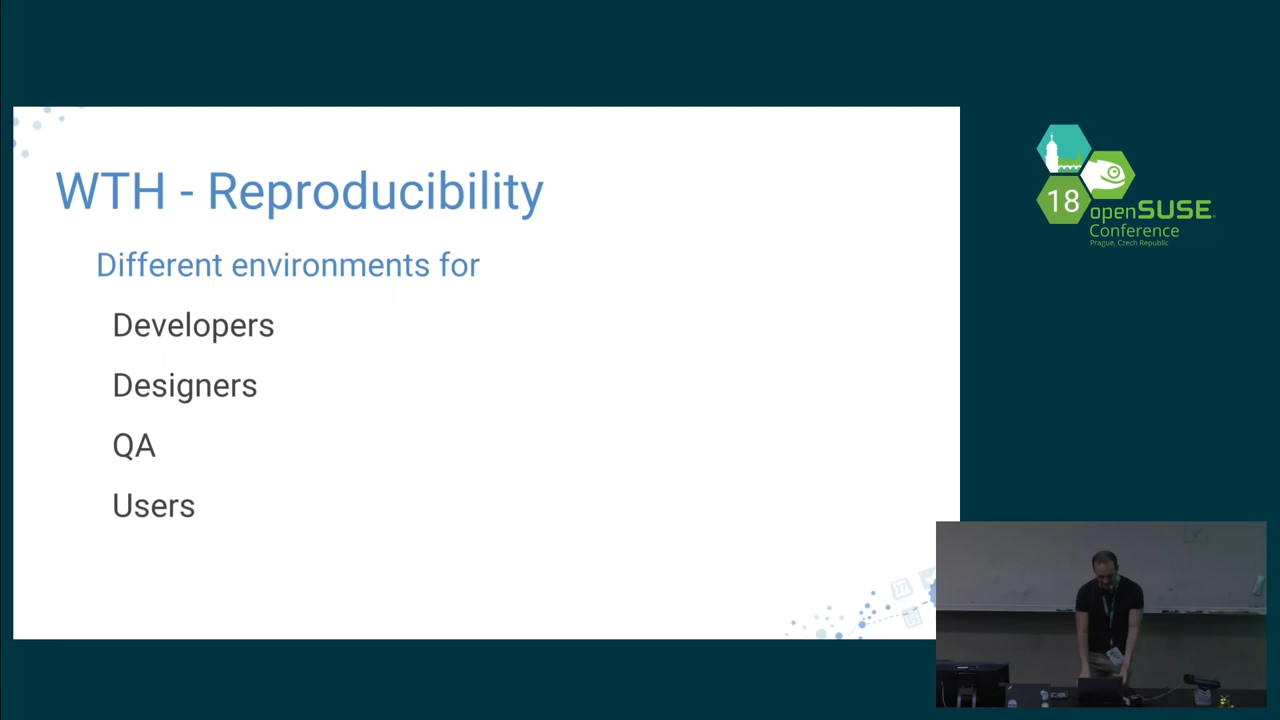 WTH - Reproducibility
Different environments for
Developers
Designers
QA
Users
18
openSUSE
Conference
Prague, Czech Republic